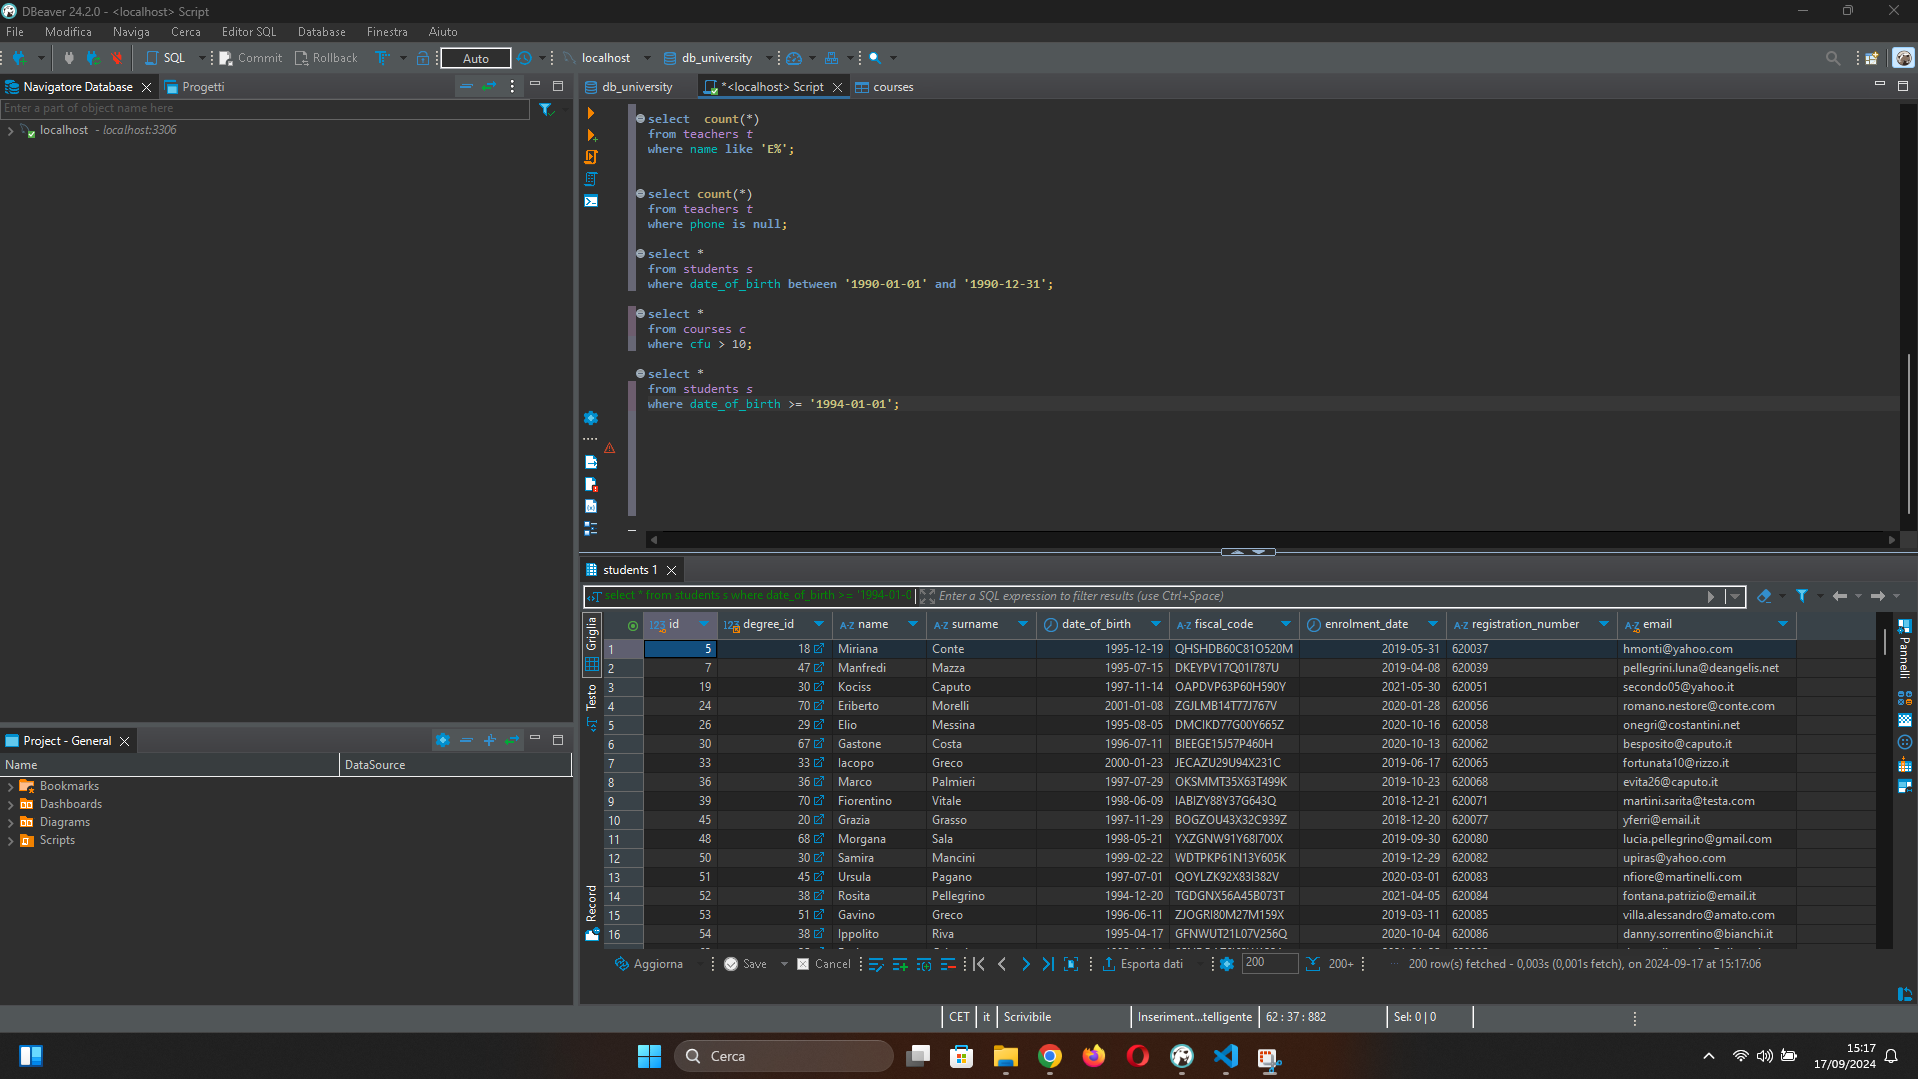 DBeaver 24.2.0 - <localhost> Script
File Modifica Naviga Cerca Editor SQL Database Finestra Aiuto
SQL Commit Rollback Auto localhost db_university
Navigatore Database Progetti
Enter a part of object name here
localhost - localhost:3306
db_university *<localhost> Script courses
select  count(*)
from teachers t
where name like 'E%';
select count(*)
from teachers t
where phone is null;
select *
from students s
where date_of_birth between '1990-01-01' and '1990-12-31';
select *
from courses c
where cfu > 10;
select *
from students s
where date_of_birth >= '1994-01-01';
Project - General
Name DataSource
Bookmarks
Dashboards
Diagrams
Scripts
students 1
select * from students s where date_of_birth >= '1994-01-0 Enter a SQL expression to filter results (use Ctrl+Space)
Griglia
Testo
Record
Pannelli
123 id 123 degree_id A-Z name A-Z surname date_of_birth A-Z fiscal_code enrolment_date A-Z registration_number A-Z email
1 5 18 Miriana Conte 1995-12-19 QHSHDB60C81O520M 2019-05-31 620037 hmonti@yahoo.com
2 7 47 Manfredi Mazza 1995-07-15 DKEYPV17Q01I787U 2019-04-08 620039 pellegrini.luna@deangelis.net
3 19 30 Kociss Caputo 1997-11-14 OAPDVP63P60H590Y 2021-05-30 620051 secondo05@yahoo.it
4 24 70 Eriberto Morelli 2001-01-08 ZGJLMB14T77J767V 2020-01-28 620056 romano.nestore@conte.com
5 26 29 Elio Messina 1995-08-05 DMCIKD77G00Y665Z 2020-10-16 620058 onegri@costantini.net
6 30 67 Gastone Costa 1996-07-11 BIEEGE15J57P460H 2020-10-13 620062 besposito@caputo.it
7 33 33 Iacopo Greco 2000-01-23 JECAZU29U94X231C 2019-06-17 620065 fortunata10@rizzo.it
8 36 36 Marco Palmieri 1997-07-29 OKSMMT35X63T499K 2019-10-23 620068 evita26@caputo.it
9 39 70 Fiorentino Vitale 1998-06-09 IABIZY88Y37G643Q 2018-12-21 620071 martini.sarita@testa.com
10 45 20 Grazia Grasso 1997-11-29 BOGZOU43X32C939Z 2018-12-20 620077 yferri@email.it
11 48 68 Morgana Sala 1998-05-21 YXZGNW91Y68I700X 2019-09-30 620080 lucia.pellegrino@gmail.com
12 50 30 Samira Mancini 1999-02-22 WDTPKP61N13Y605K 2019-12-29 620082 upiras@yahoo.com
13 51 45 Ursula Pagano 1997-07-01 QOYLZK92X83I382V 2020-03-01 620083 nfiore@martinelli.com
14 52 38 Rosita Pellegrino 1994-12-20 TGDGNX56A45B073T 2021-04-05 620084 fontana.patrizio@email.it
15 53 51 Gavino Greco 1996-06-11 ZJOGRI80M27M159X 2019-03-11 620085 villa.alessandro@amato.com
16 54 38 Ippolito Riva 1995-04-17 GFNWUT21L07V256Q 2020-10-04 620086 danny.sorrentino@bianchi.it
Aggiorna Save Cancel Esporta dati 200 200+ 200 row(s) fetched - 0,003s (0,001s fetch), on 2024-09-17 at 15:17:06
CET it Scrivibile Inseriment...telligente 62 : 37 : 882 Sel: 0 | 0
Cerca
15:17
17/09/2024